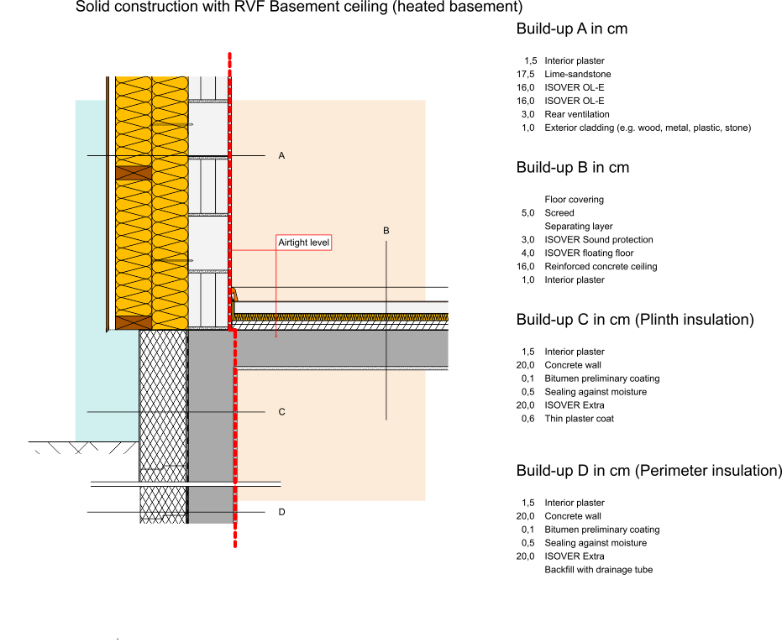 Solid construction with RVF Basement ceiling (heated basement)
Build-up A in cm
1,5 Interior plaster
17,5 Lime-sandstone
16,0 ISOVER OL-E
16,0 ISOVER OL-E
3,0 Rear ventilation
1,0 Exterior cladding (e.g. wood, metal, plastic, stone)
A
Build-up B in cm
Floor covering
5,0 Screed
Separating layer
3,0 ISOVER Sound protection
4,0 ISOVER floating floor
16,0 Reinforced concrete ceiling
1,0 Interior plaster
B
Airtight level
Build-up C in cm (Plinth insulation)
1,5 Interior plaster
20,0 Concrete wall
0,1 Bitumen preliminary coating
0,5 Sealing against moisture
20,0 ISOVER Extra
0,6 Thin plaster coat
C
Build-up D in cm (Perimeter insulation)
1,5 Interior plaster
20,0 Concrete wall
0,1 Bitumen preliminary coating
0,5 Sealing against moisture
20,0 ISOVER Extra
Backfill with drainage tube
D